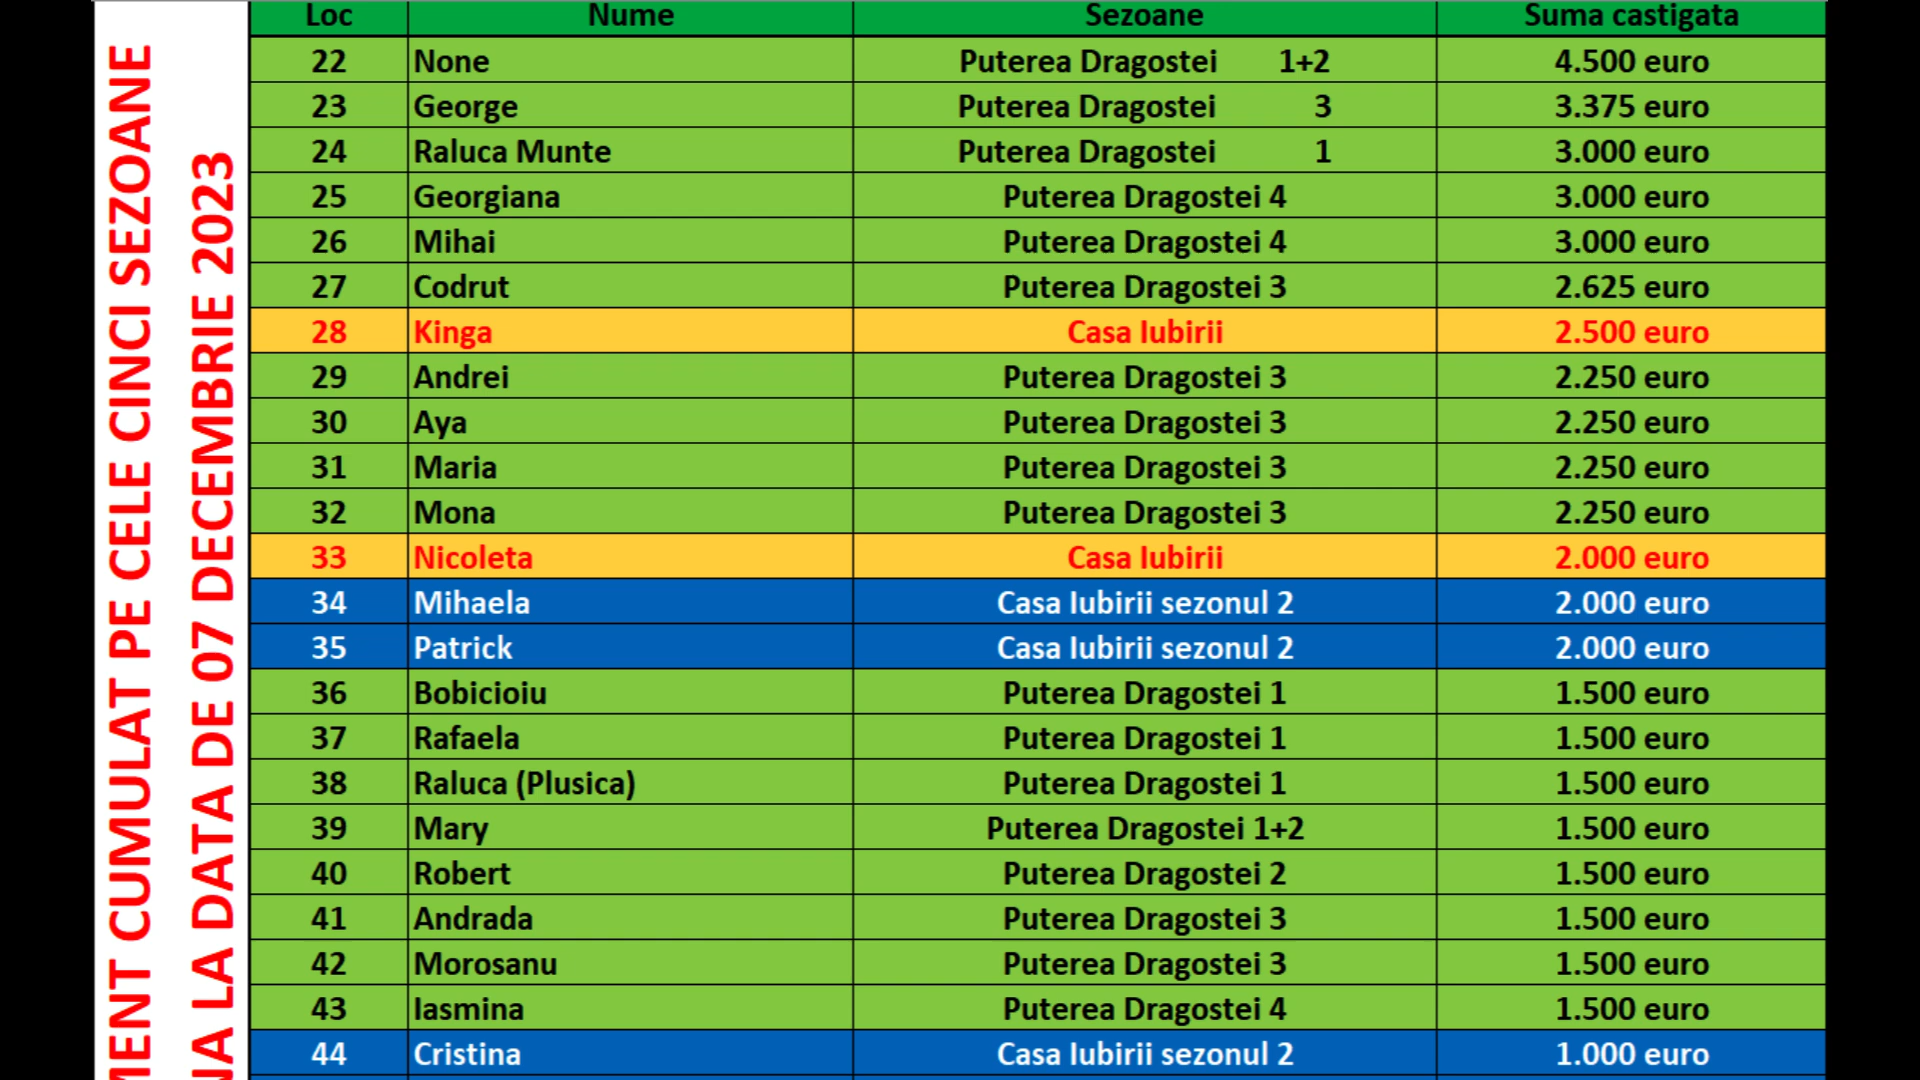 MENT CUMULAT PE CELE CINCI SEZOANE
NA LA DATA DE 07 DECEMBRIE 2023
Loc Nume Sezoane Suma castigata
22 None Puterea Dragostei 1+2 4.500 euro
23 George Puterea Dragostei 3 3.375 euro
24 Raluca Munte Puterea Dragostei 1 3.000 euro
25 Georgiana Puterea Dragostei 4 3.000 euro
26 Mihai Puterea Dragostei 4 3.000 euro
27 Codrut Puterea Dragostei 3 2.625 euro
28 Kinga Casa Iubirii 2.500 euro
29 Andrei Puterea Dragostei 3 2.250 euro
30 Aya Puterea Dragostei 3 2.250 euro
31 Maria Puterea Dragostei 3 2.250 euro
32 Mona Puterea Dragostei 3 2.250 euro
33 Nicoleta Casa Iubirii 2.000 euro
34 Mihaela Casa Iubirii sezonul 2 2.000 euro
35 Patrick Casa Iubirii sezonul 2 2.000 euro
36 Bobicioiu Puterea Dragostei 1 1.500 euro
37 Rafaela Puterea Dragostei 1 1.500 euro
38 Raluca (Plusica) Puterea Dragostei 1 1.500 euro
39 Mary Puterea Dragostei 1+2 1.500 euro
40 Robert Puterea Dragostei 2 1.500 euro
41 Andrada Puterea Dragostei 3 1.500 euro
42 Morosanu Puterea Dragostei 3 1.500 euro
43 Iasmina Puterea Dragostei 4 1.500 euro
44 Cristina Casa Iubirii sezonul 2 1.000 euro